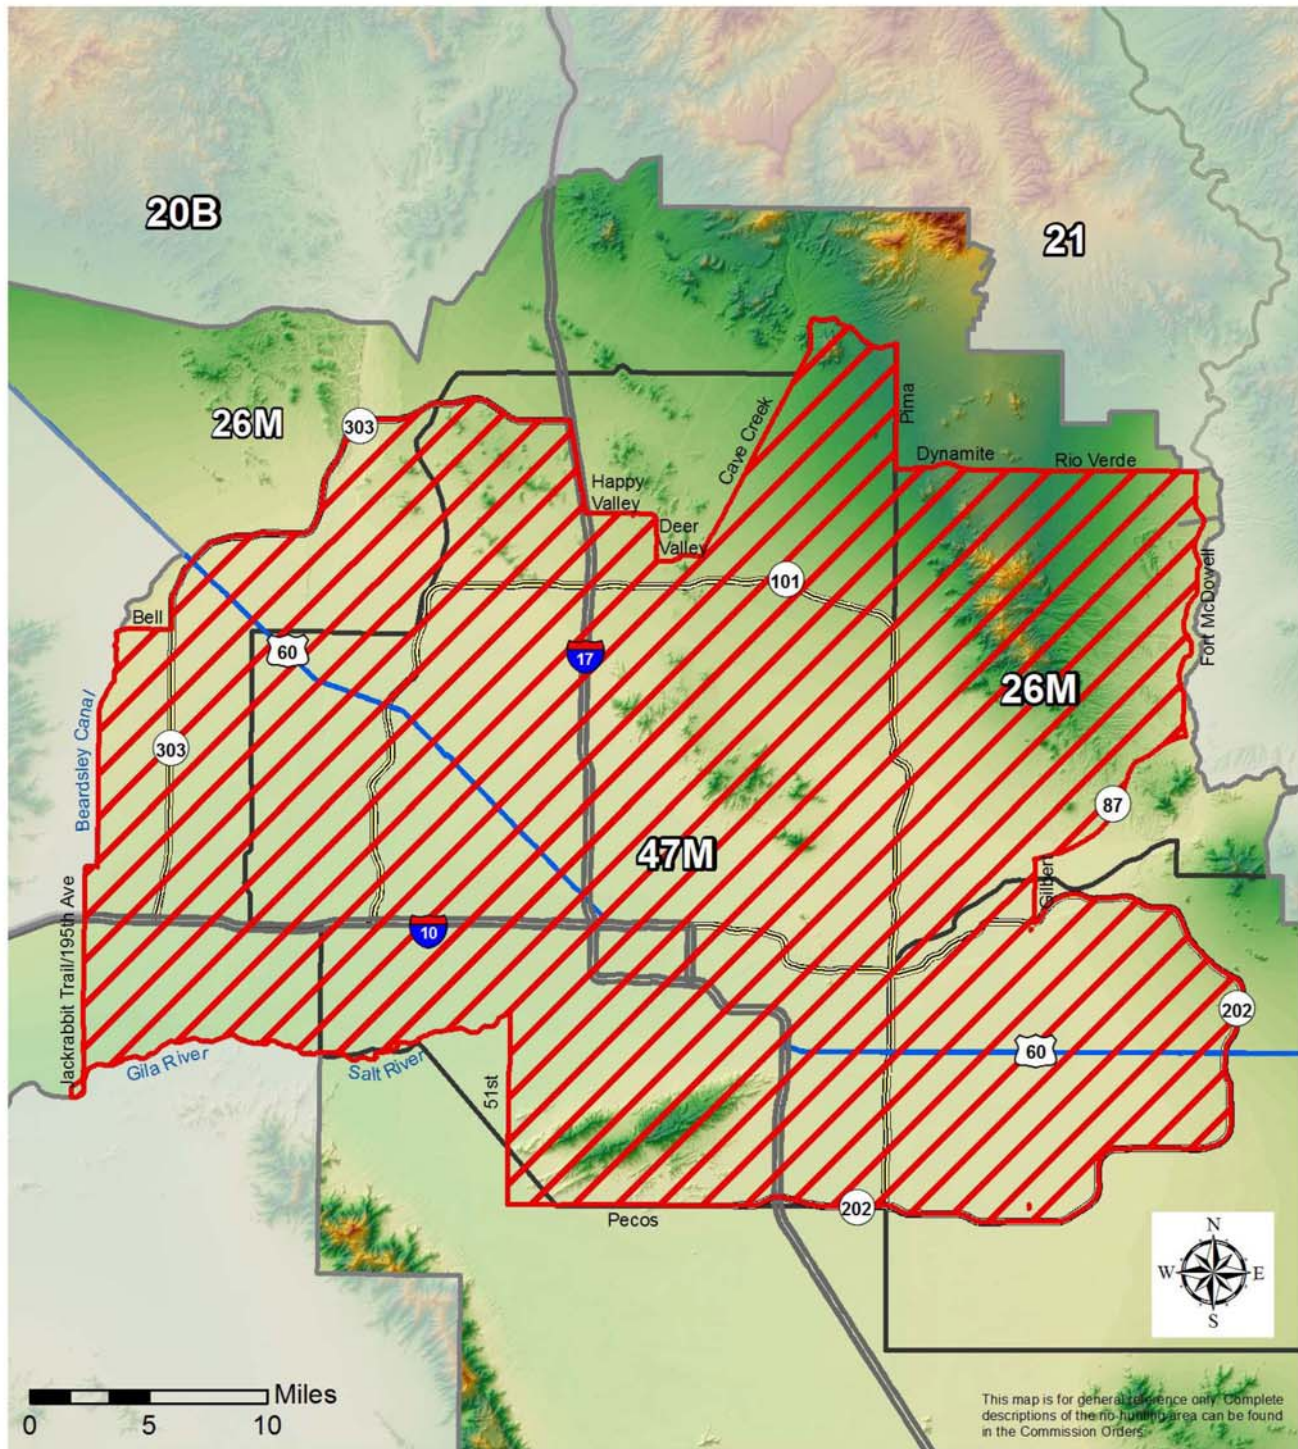 20B
21
26M
303
Cave Creek
Pima
Dynamite
Rio Verde
Happy
Valley
Deer
Valley
101
Fort McDowell
Bell
60
17
26M
Beardsley Canal
303
87
47M
Gilbert
Jackrabbit Trail/195th Ave
10
202
Gila River
Salt River
60
51st
Pecos
202
N
W
E
S
Miles
0
5
10
This map is for general reference only. Complete
descriptions of the no-hunting area can be found
in the Commission Orders.